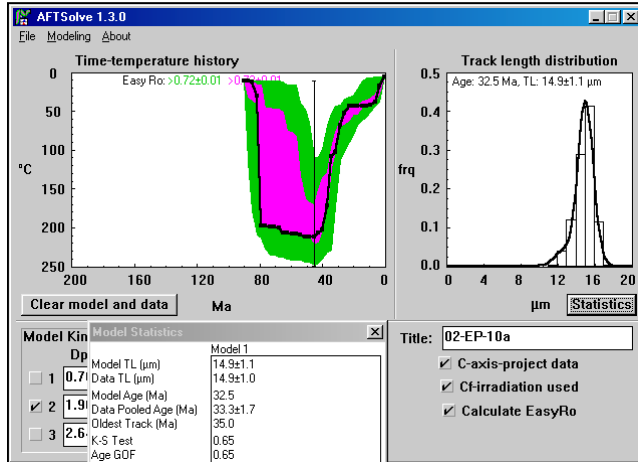 AFTSolve 1.3.0
File Modeling About
Time-temperature history
Easy Ro: >0.72±0.01 >0.72±0.01
0
50
100
°C
150
200
250
200 160 120 80 40 0
Clear model and data
Ma
Track length distribution
Age: 32.5 Ma, TL: 14.9±1.1 µm
0.5
0.4
0.3
frq
0.2
0.1
0.0
0 4 8 12 16 20
µm
Statistics
Model Kin
Dp
1 0.70
2 1.90
3 2.6
Model Statistics
Model 1
Model TL (µm) 14.9±1.1
Data TL (µm) 14.9±1.0
Model Age (Ma) 32.5
Data Pooled Age (Ma) 33.3±1.7
Oldest Track (Ma) 35.0
K-S Test 0.65
Age GOF 0.65
Title: 02-EP-10a
C-axis-project data
Cf-irradiation used
Calculate EasyRo